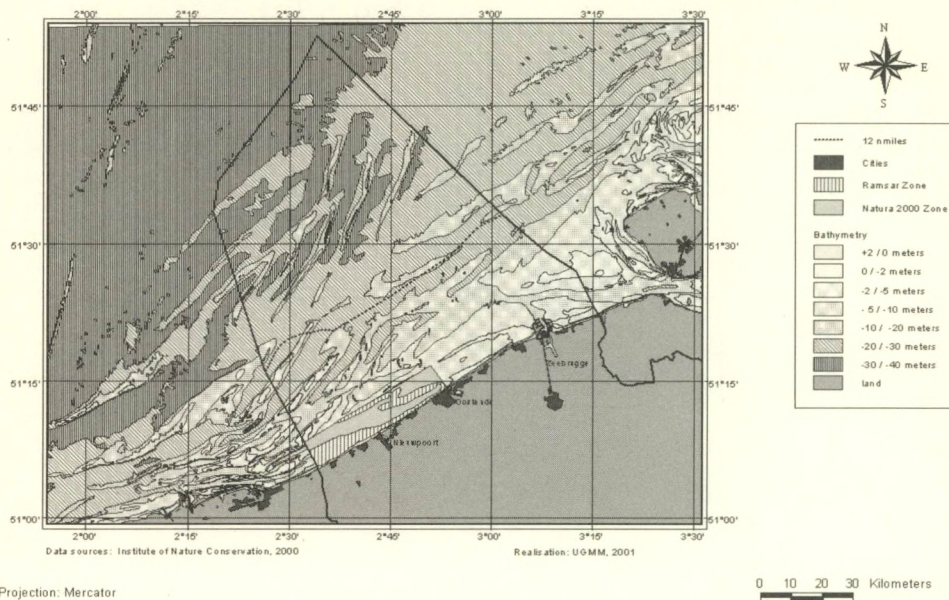 2°00' 2°15' 2°30' 2°45' 3°00' 3°15' 3°30'
51°45' 51°45'
51°30' 51°30'
51°15' 51°15'
51°00' 51°00'
Zeebrugge
Oostende
Nieuwpoort
2°00' 2°15' 2°30' 2°45' 3°00' 3°15' 3°30'
Data sources: Institute of Nature Conservation, 2000
Realisation: UGMM, 2001
Projection: Mercator
N
W E
S
12 nmiles
Cities
Ramsar Zone
Natura 2000 Zone
Bathymetry
+2 / 0 meters
0 / -2 meters
-2 / -5 meters
- 5 / -10 meters
-10 / -20 meters
-20 / -30 meters
-30 / -40 meters
land
0 10 20 30 Kilometers